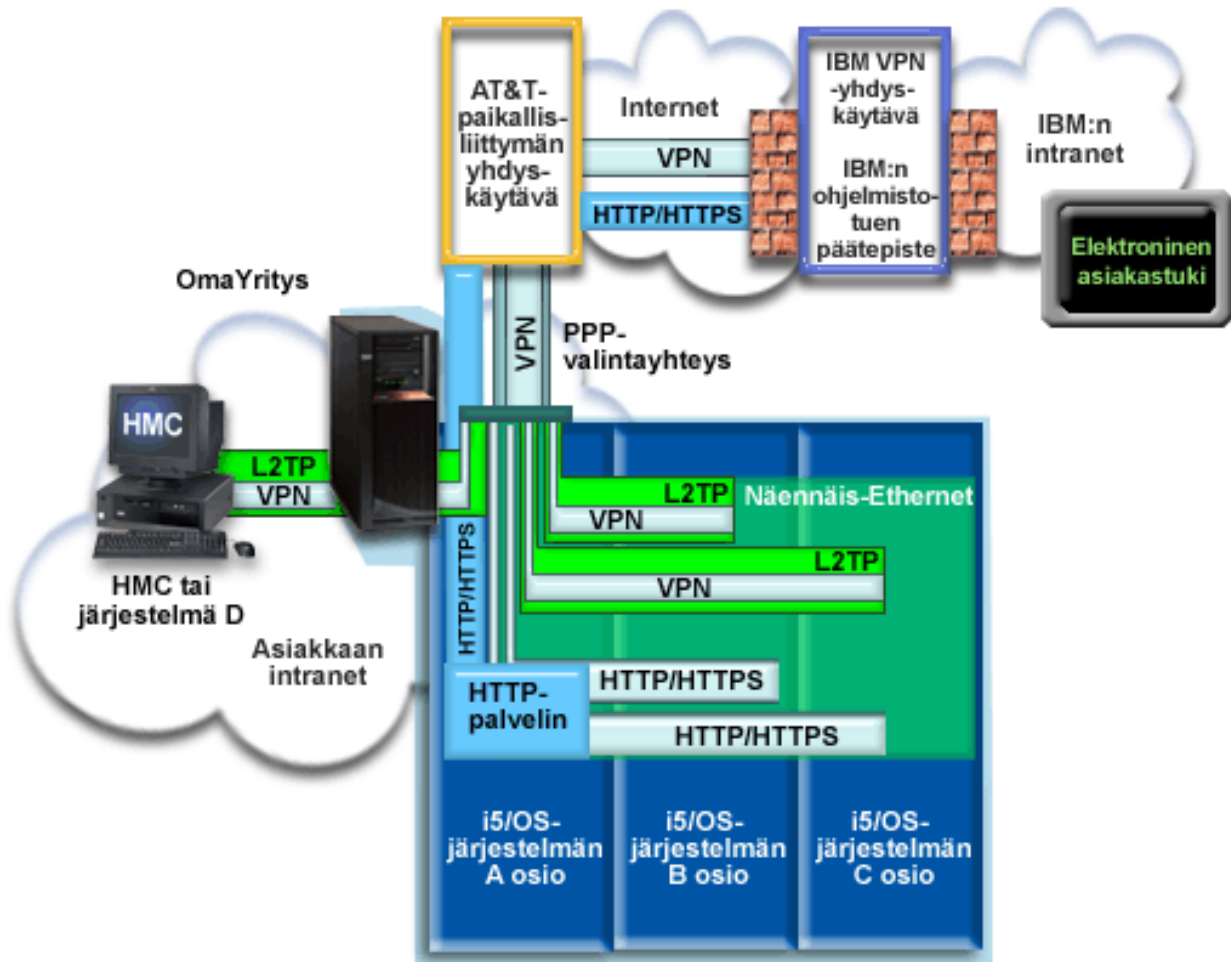 AT&T-
paikallis-
liittymän
yhdys-
käytävä
Internet
VPN
HTTP/HTTPS
IBM VPN
-yhdys-
käytävä
IBM:n
ohjelmisto-
tuen
päätepiste
IBM:n
intranet
Elektroninen
asiakastuki
OmaYritys
VPN
PPP-
valintayhteys
HMC
L2TP
VPN
HMC tai
järjestelmä D
Asiakkaan
intranet
HTTP/HTTPS
L2TP
VPN
Näennäis-Ethernet
L2TP
VPN
HTTP-
palvelin
HTTP/HTTPS
HTTP/HTTPS
i5/OS-
järjestelmän
A osio
i5/OS-
järjestelmän
B osio
i5/OS-
järjestelmän
C osio